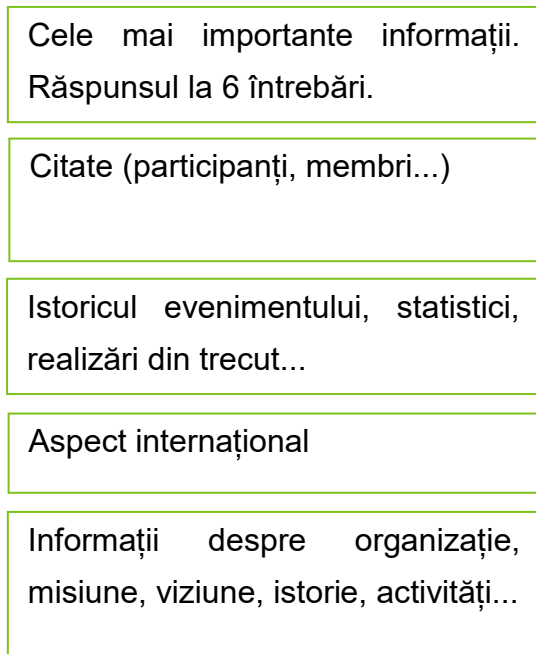 Cele mai importante informații.
Răspunsul la 6 întrebări.
Citate (participanți, membri...)
Istoricul evenimentului, statistici,
realizări din trecut...
Aspect internațional
Informații despre organizație,
misiune, viziune, istorie, activități...